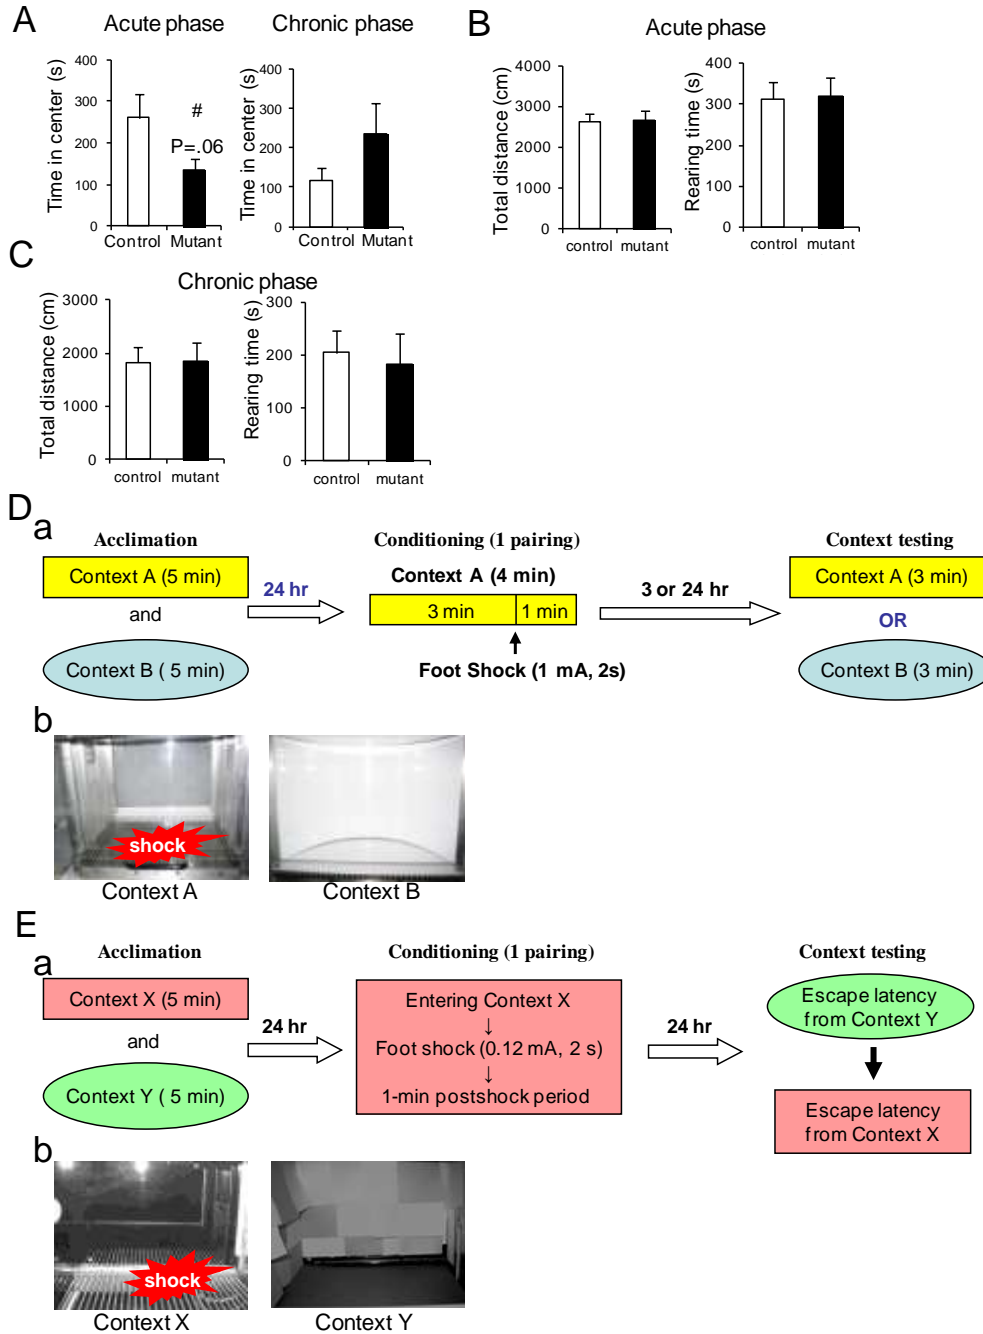 A
Acute phase
Chronic phase
Time in center (s)
400
300
200
100
0
#
P=.06
Control Mutant
Time in center (s)
400
300
200
100
0
Control Mutant
B
Acute phase
Total distance (cm)
4000
3000
2000
1000
0
control mutant
Rearing time (s)
400
300
200
100
0
control mutant
C
Chronic phase
Total distance (cm)
3000
2000
1000
0
control mutant
Rearing time (s)
300
200
100
0
control mutant
D
a
Acclimation
Context A (5 min)
and
Context B ( 5 min)
24 hr
Conditioning (1 pairing)
Context A (4 min)
3 min
1 min
Foot Shock (1 mA, 2s)
3 or 24 hr
Context testing
Context A (3 min)
OR
Context B (3 min)
b
shock
Context A
Context B
E
a
Acclimation
Context X (5 min)
and
Context Y ( 5 min)
24 hr
Conditioning (1 pairing)
Entering Context X
↓
Foot shock (0.12 mA, 2 s)
↓
1-min postshock period
24 hr
Context testing
Escape latency
from Context Y
Escape latency
from Context X
b
shock
Context X
Context Y